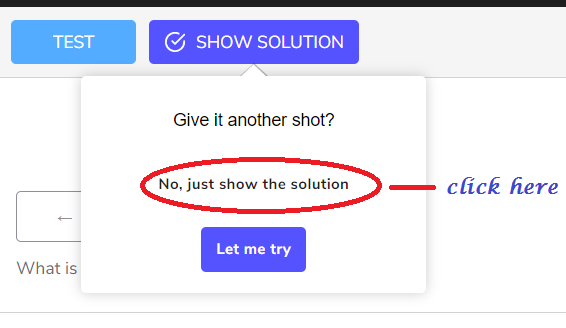 TEST
SHOW SOLUTION
Give it another shot?
No, just show the solution
click here
Let me try
←
What is